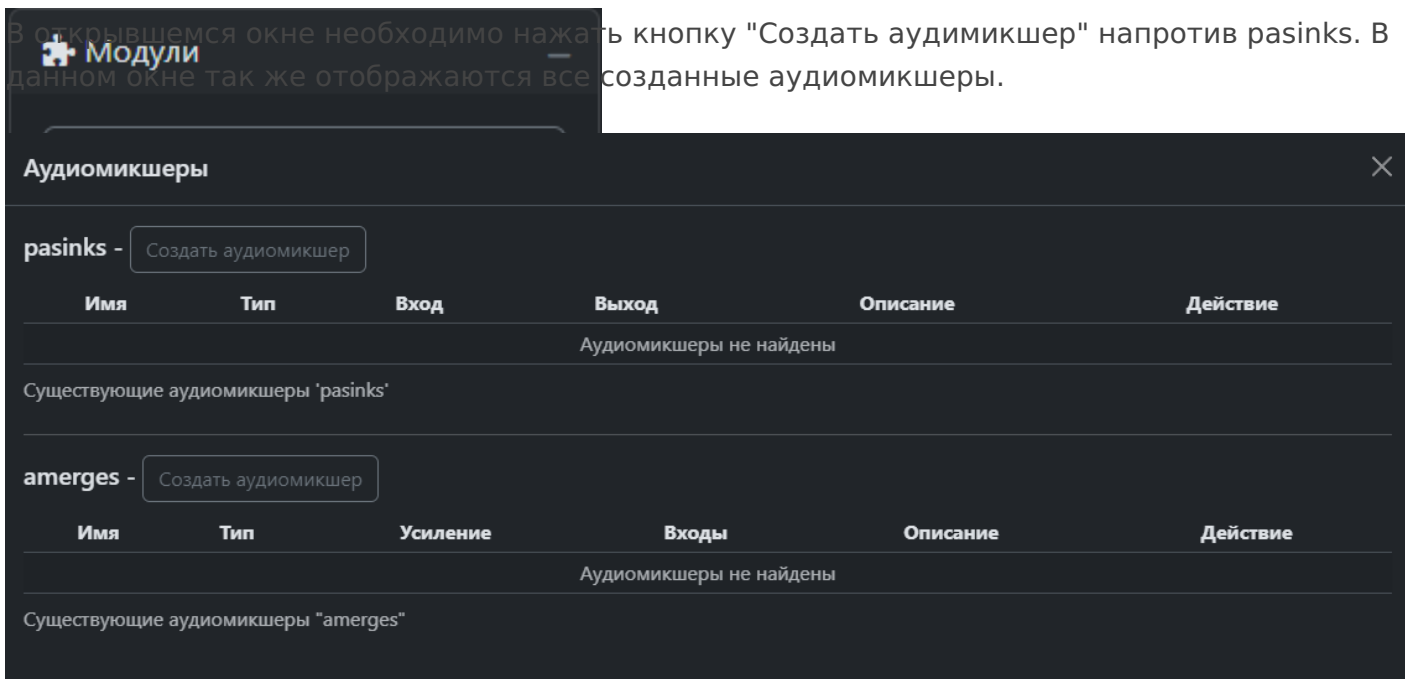 В открывшемся окне необходимо нажать кнопку "Создать аудимикшер" напротив pasinks. В
данном окне так же отображаются все созданные аудиомикшеры.
Модули
Аудиомикшеры
pasinks - Создать аудиомикшер
Имя Тип Вход Выход Описание Действие
Аудиомикшеры не найдены
Существующие аудиомикшеры 'pasinks'
amerges - Создать аудиомикшер
Имя Тип Усиление Входы Описание Действие
Аудиомикшеры не найдены
Существующие аудиомикшеры "amerges"